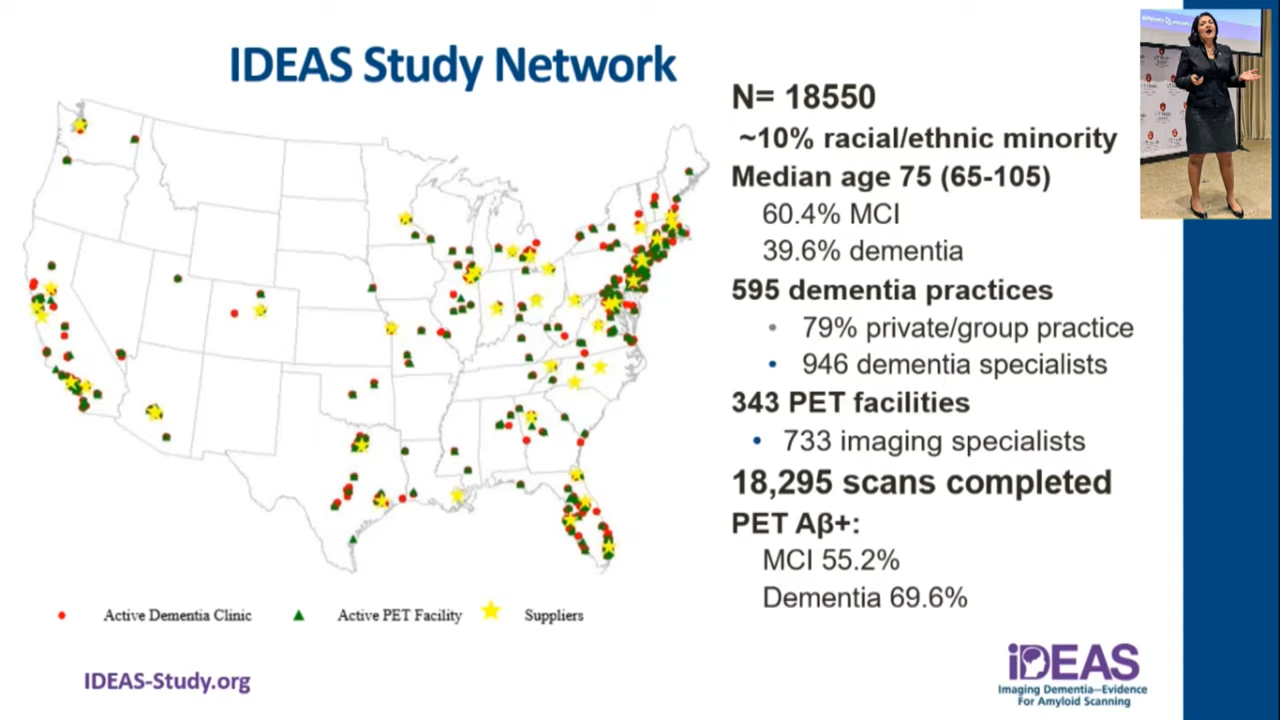 IDEAS Study Network
N= 18550
~10% racial/ethnic minority
Median age 75 (65-105)
60.4% MCI
39.6% dementia
595 dementia practices
• 79% private/group practice
• 946 dementia specialists
343 PET facilities
• 733 imaging specialists
18,295 scans completed
PET Aβ+:
MCI 55.2%
Dementia 69.6%
Active Dementia Clinic
Active PET Facility
Suppliers
IDEAS-Study.org
iDEAS
Imaging Dementia—Evidence
For Amyloid Scanning